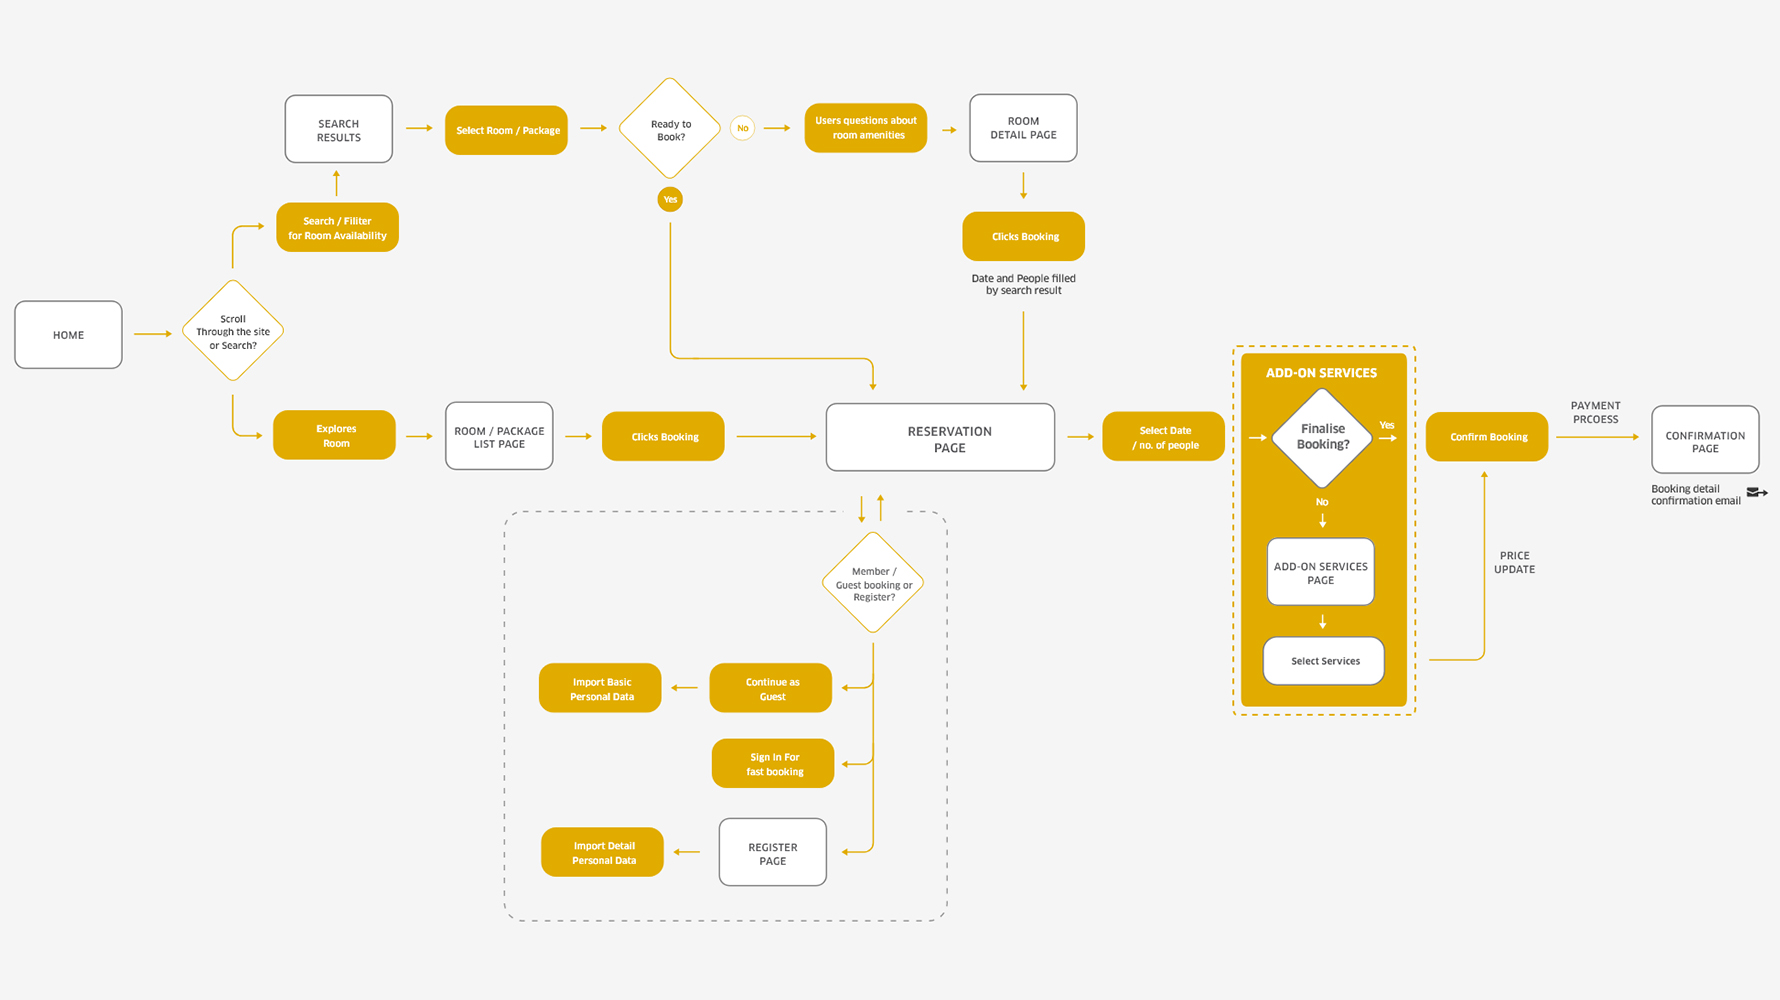 SEARCH
RESULTS
Select Room / Package
Ready to
Book?
No
Users questions about
room amenities
ROOM
DETAIL PAGE
Yes
Search / Filiter
for Room Availability
Clicks Booking
Date and People filled
by search result
HOME
Scroll
Through the site
or Search?
Explores
Room
ROOM / PACKAGE
LIST PAGE
Clicks Booking
RESERVATION
PAGE
Select Date
/ no. of people
ADD-ON SERVICES
Finalise
Booking?
Yes
No
ADD-ON SERVICES
PAGE
Select Services
Confirm Booking
PAYMENT
PRCOESS
CONFIRMATION
PAGE
Booking detail
confirmation email
PRICE
UPDATE
Member /
Guest booking or
Register?
Import Basic
Personal Data
Continue as
Guest
Sign In For
fast booking
Import Detail
Personal Data
REGISTER
PAGE